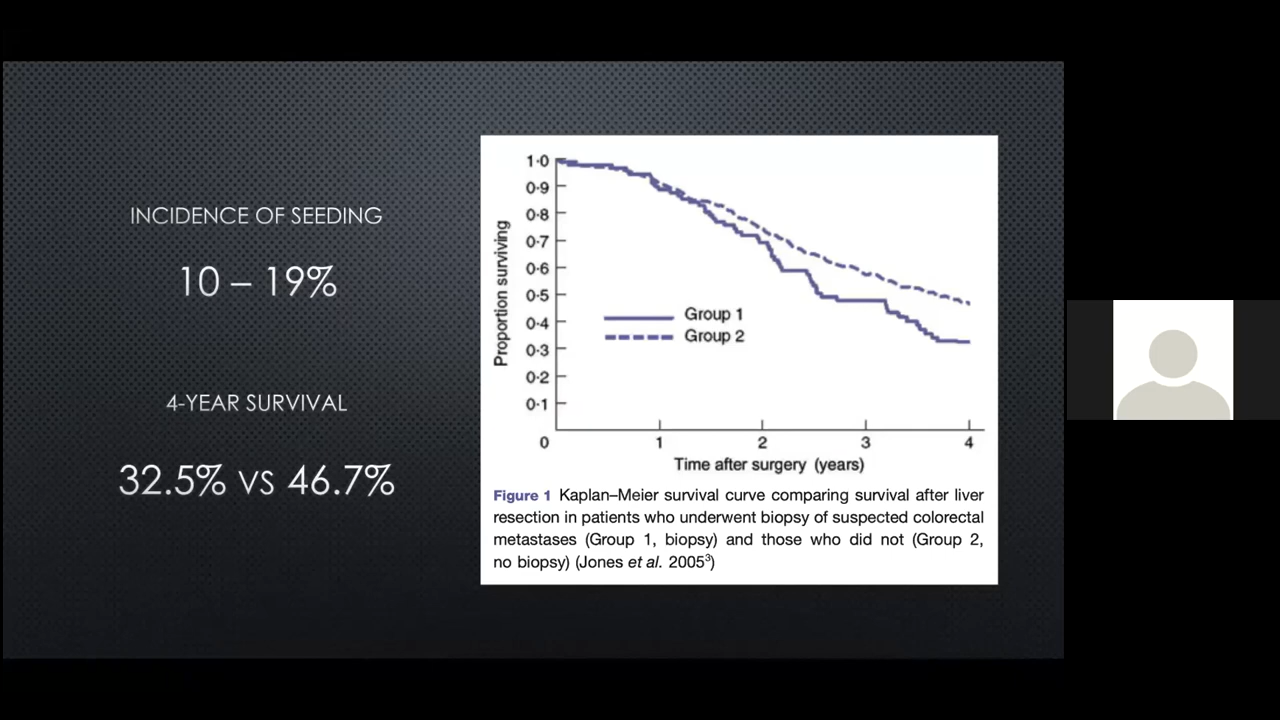 INCIDENCE OF SEEDING
10 – 19%
4-YEAR SURVIVAL
32.5% VS 46.7%
1·0
0·9
0·8
0·7
0·6
0·5
0·4
0·3
0·2
0·1
Proportion surviving
Group 1
Group 2
0 1 2 3 4
Time after surgery (years)
Figure 1 Kaplan–Meier survival curve comparing survival after liver
resection in patients who underwent biopsy of suspected colorectal
metastases (Group 1, biopsy) and those who did not (Group 2,
no biopsy) (Jones et al. 2005³)